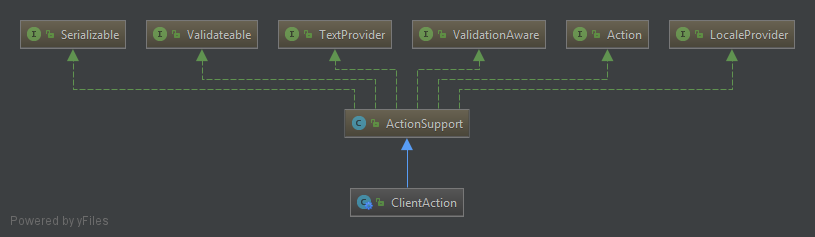 Serializable
Validateable
TextProvider
ValidationAware
Action
LocaleProvider
ActionSupport
ClientAction
Powered by yFiles